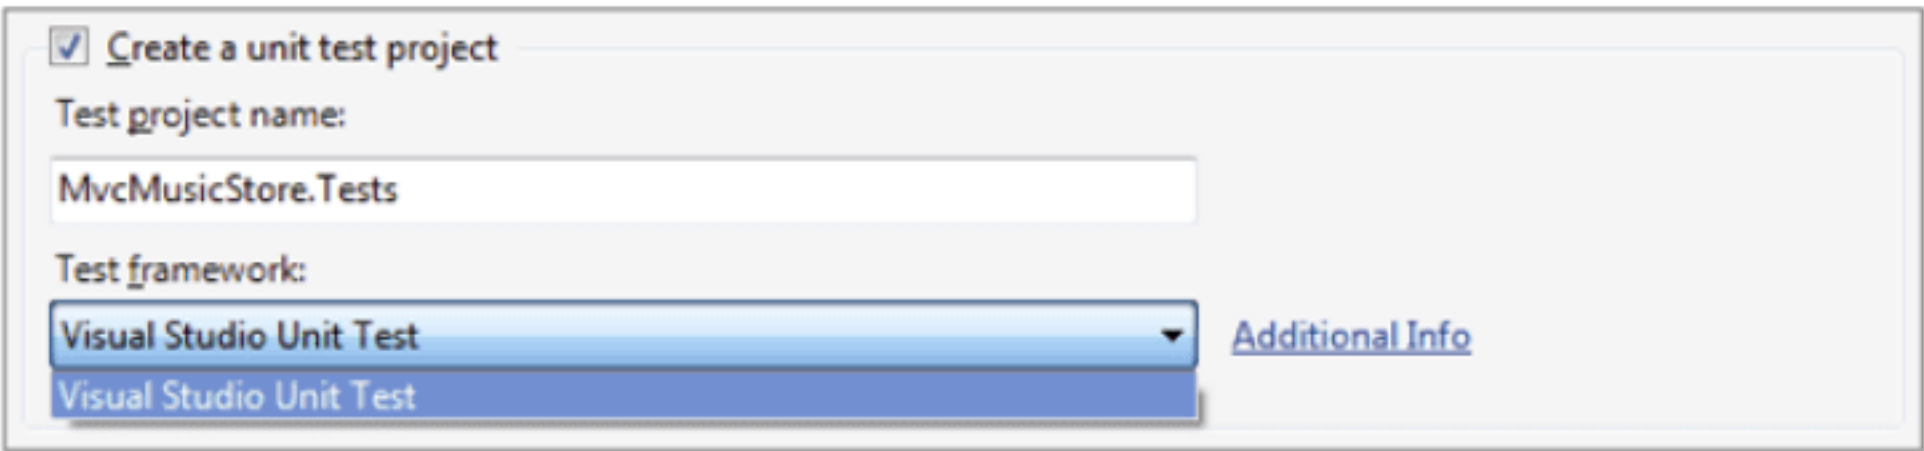 Create a unit test project
Test project name:
MvcMusicStore.Tests
Test framework:
Visual Studio Unit Test Additional Info
Visual Studio Unit Test